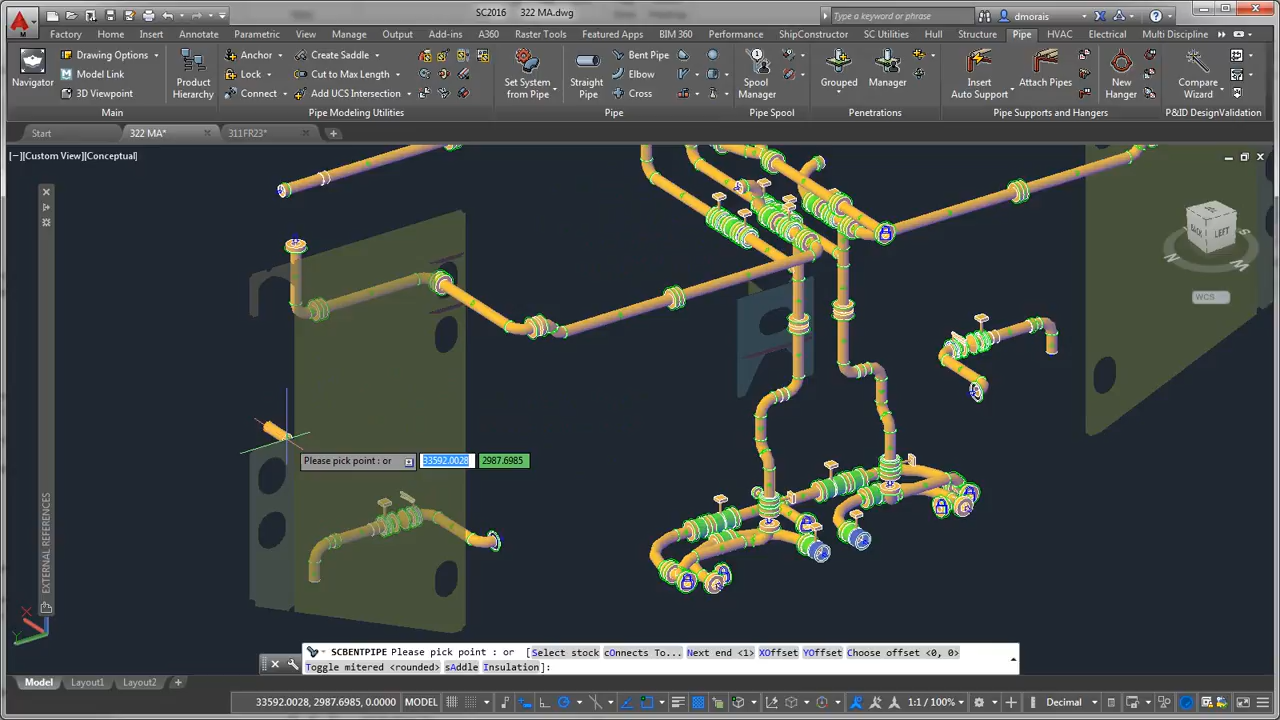 SC2016 322 MA.dwg
Type a keyword or phrase
dmorais
Factory Home Insert Annotate Parametric View Manage Output Add-ins A360 Raster Tools Featured Apps BIM 360 Performance ShipConstructor SC Utilities Hull Structure Pipe HVAC Electrical Multi Discipline
Navigator
Drawing Options
Model Link
3D Viewpoint
Product
Hierarchy
Anchor
Lock
Connect
Create Saddle
Cut to Max Length
Add UCS Intersection
Set System
from Pipe
Straight
Pipe
Bent Pipe
Elbow
Cross
Spool
Manager
Grouped
Manager
Insert
Auto Support
Attach Pipes
New
Hanger
Compare
Wizard
Main Pipe Modeling Utilities Pipe Pipe Spool Penetrations Pipe Supports and Hangers P&ID DesignValidation
Start 322 MA* 311FR23*
[−][Custom View][Conceptual]
BACK LEFT
S
N
WCS
Please pick point : or 33592.0028 2987.6985
EXTERNAL REFERENCES
X
Y
SCBENTPIPE Please pick point : or [Select stock cOnnects To... Next end <1> XOffset YOffset Choose offset <0, 0>
Toggle mitered <rounded> sAddle Insulation]:
Model Layout1 Layout2
33592.0028, 2987.6985, 0.0000 MODEL 1:1 / 100% Decimal